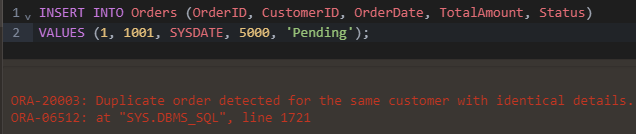 1 INSERT INTO Orders (OrderID, CustomerID, OrderDate, TotalAmount, Status)
2 VALUES (1, 1001, SYSDATE, 5000, 'Pending');
ORA-20003: Duplicate order detected for the same customer with identical details.
ORA-06512: at "SYS.DBMS_SQL", line 1721